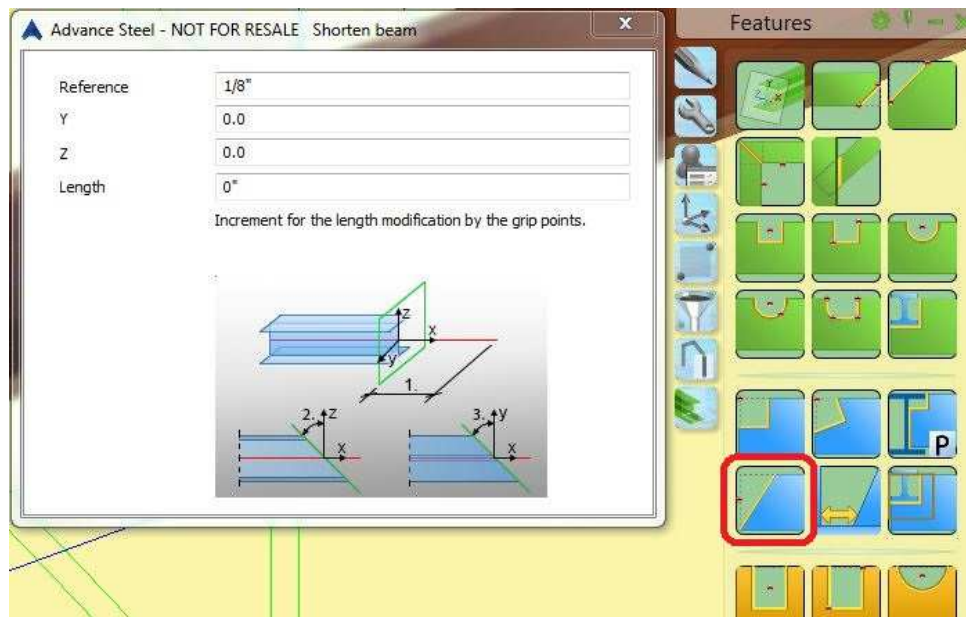 Advance Steel - NOT FOR RESALE Shorten beam
x
Features
Reference 1/8"
Y 0.0
Z 0.0
Length 0"
Increment for the length modification by the grip points.
z
x
y
1.
2. z
x
3. y
x
P